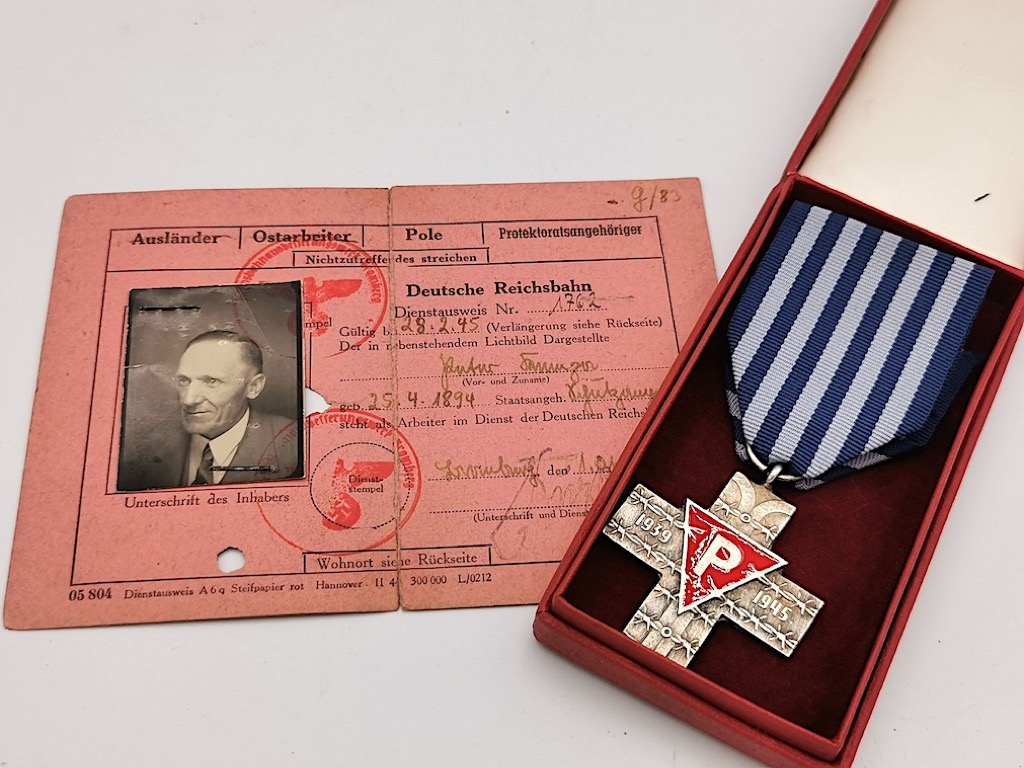 g/83
Ausländer Ostarbeiter Pole Protektoratsangehöriger
Nichtzutreffendes streichen
Deutsche Reichsbahn
Dienstausweis Nr. 1762
Gültig b 28.2.45 (Verlängerung siehe Rückseite)
Der in nebenstehendem Lichtbild Dargestellte
(Vor- und Zuname)
geb. 25.4.1894 Staatsangeh.
steht als Arbeiter im Dienst der Deutschen Reichs
den 1.
Dienst-
stempel
(Unterschrift und Dienst
Unterschrift des Inhabers
Wohnort siehe Rückseite
05 804 Dienstausweis A6q Steifpapier rot Hannover. II 4 300 000 L/0212
1939
P
1945